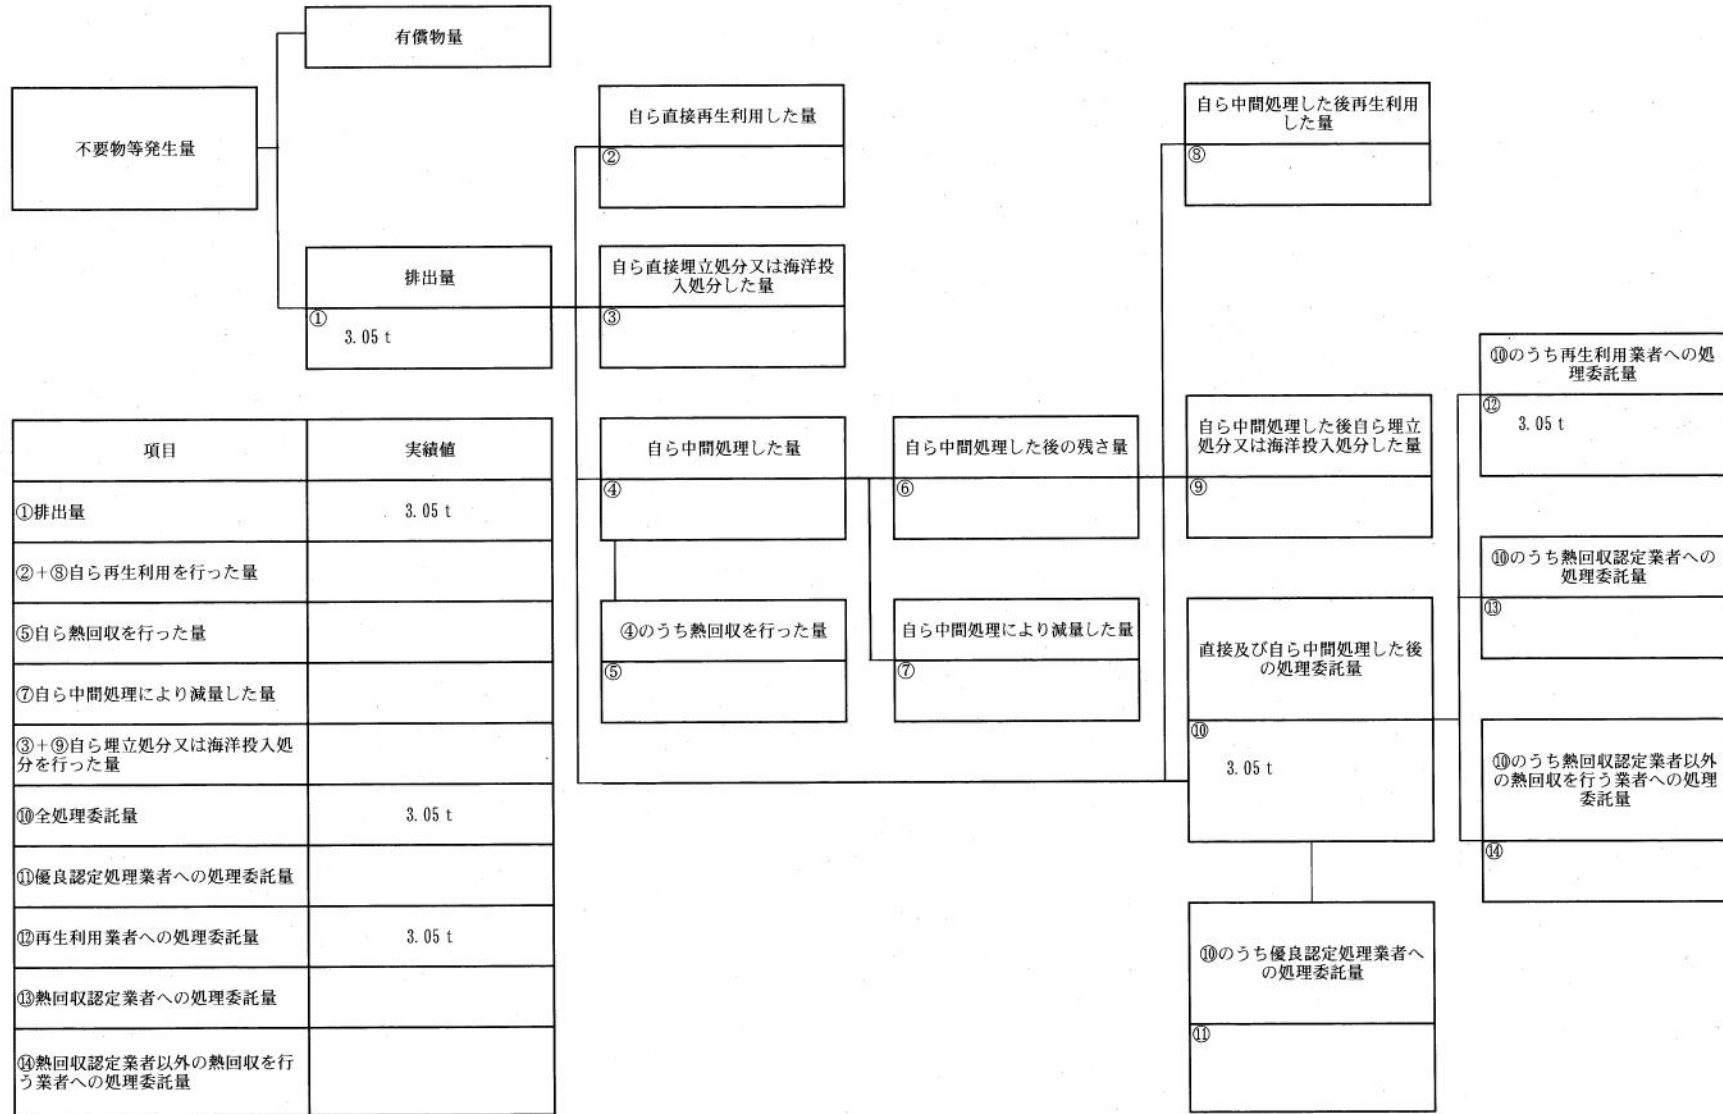 有償物量
不要物等発生量
自ら直接再生利用した量
②
自ら中間処理した後再生利用
した量
⑧
排出量
①
3.05 t
自ら直接埋立処分又は海洋投
入処分した量
③
⑩のうち再生利用業者への処
理委託量
⑫
3.05 t
自ら中間処理した量
④
自ら中間処理した後の残さ量
⑥
自ら中間処理した後自ら埋立
処分又は海洋投入処分した量
⑨
⑩のうち熱回収認定業者への
処理委託量
⑬
④のうち熱回収を行った量
⑤
自ら中間処理により減量した量
⑦
直接及び自ら中間処理した後
の処理委託量
⑩
3.05 t
⑩のうち熱回収認定業者以外
の熱回収を行う業者への処理
委託量
⑭
⑩のうち優良認定処理業者へ
の処理委託量
⑪
項目 実績値
①排出量 3.05 t
②+⑧自ら再生利用を行った量
⑤自ら熱回収を行った量
⑦自ら中間処理により減量した量
③+⑨自ら埋立処分又は海洋投入処
分を行った量
⑩全処理委託量 3.05 t
⑪優良認定処理業者への処理委託量
⑫再生利用業者への処理委託量 3.05 t
⑬熱回収認定業者への処理委託量
⑭熱回収認定業者以外の熱回収を行
う業者への処理委託量